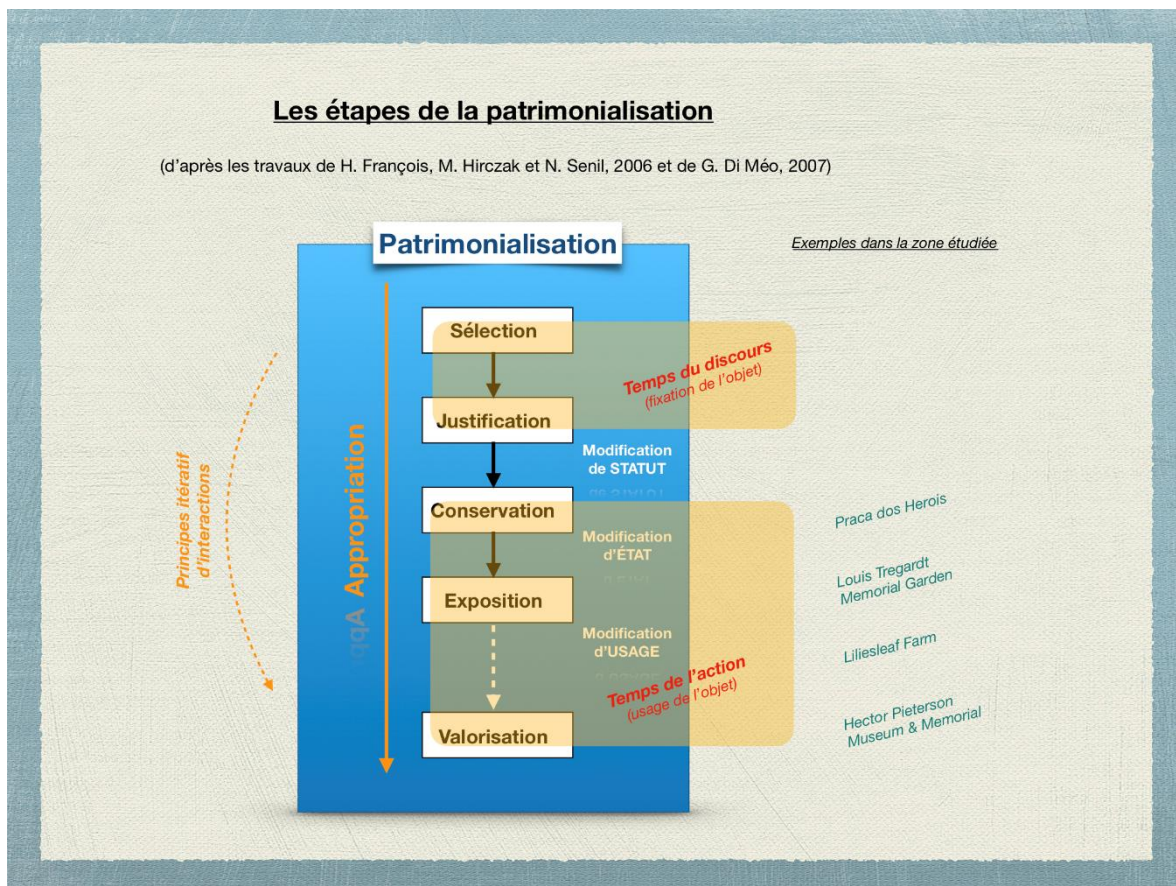 Les étapes de la patrimonialisation
(d'après les travaux de H. François, M. Hirczak et N. Senil, 2006 et de G. Di Méo, 2007)
Patrimonialisation
Exemples dans la zone étudiée
Sélection
Temps du discours
(fixation de l'objet)
Justification
Modification
de STATUT
Conservation
Modification
d'ÉTAT
Exposition
Modification
d'USAGE
Temps de l'action
(usage de l'objet)
Valorisation
Appropriation
Principes itératif
d'interactions
Praca dos Herois
Louis Tregardt
Memorial Garden
Liliesleaf Farm
Hector Pieterson
Museum & Memorial